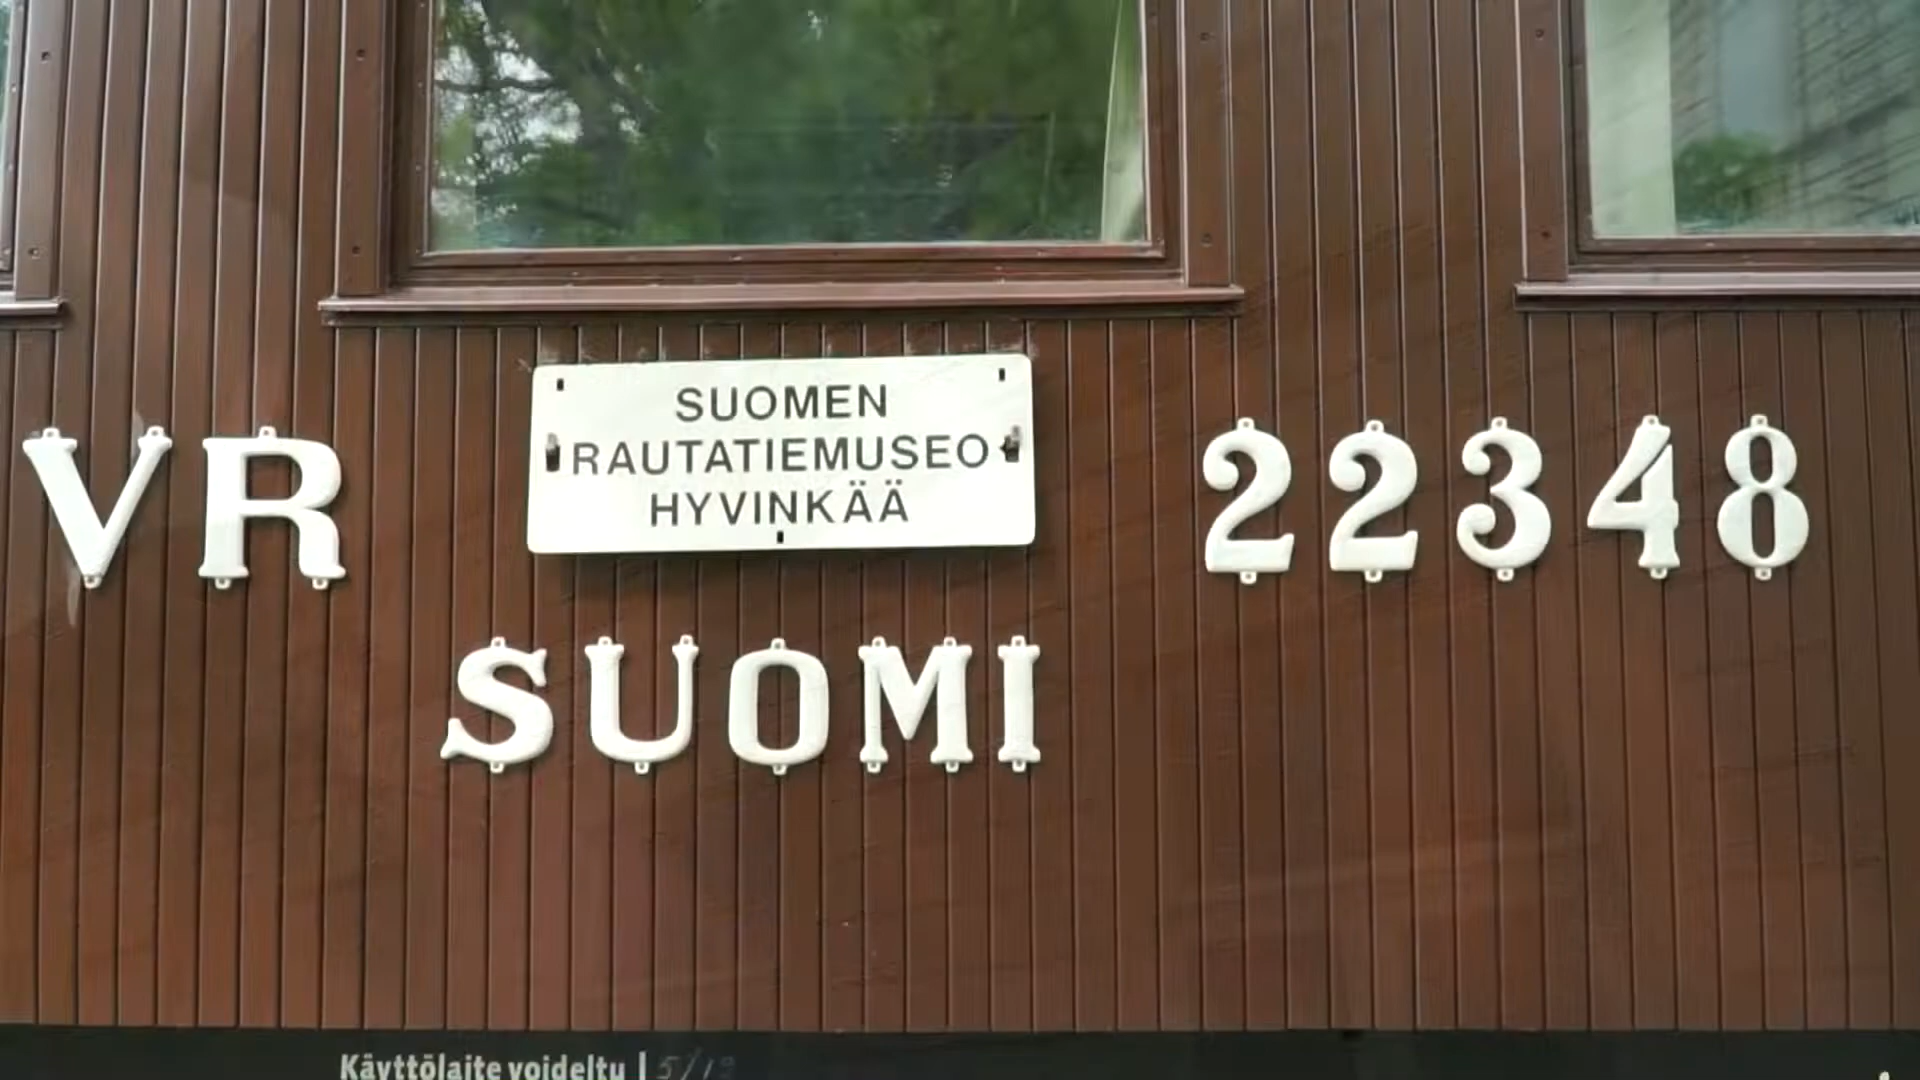 VR
SUOMEN
RAUTATIEMUSEO
HYVINKÄÄ
22348
SUOMI
Käyttölaite voideltu |